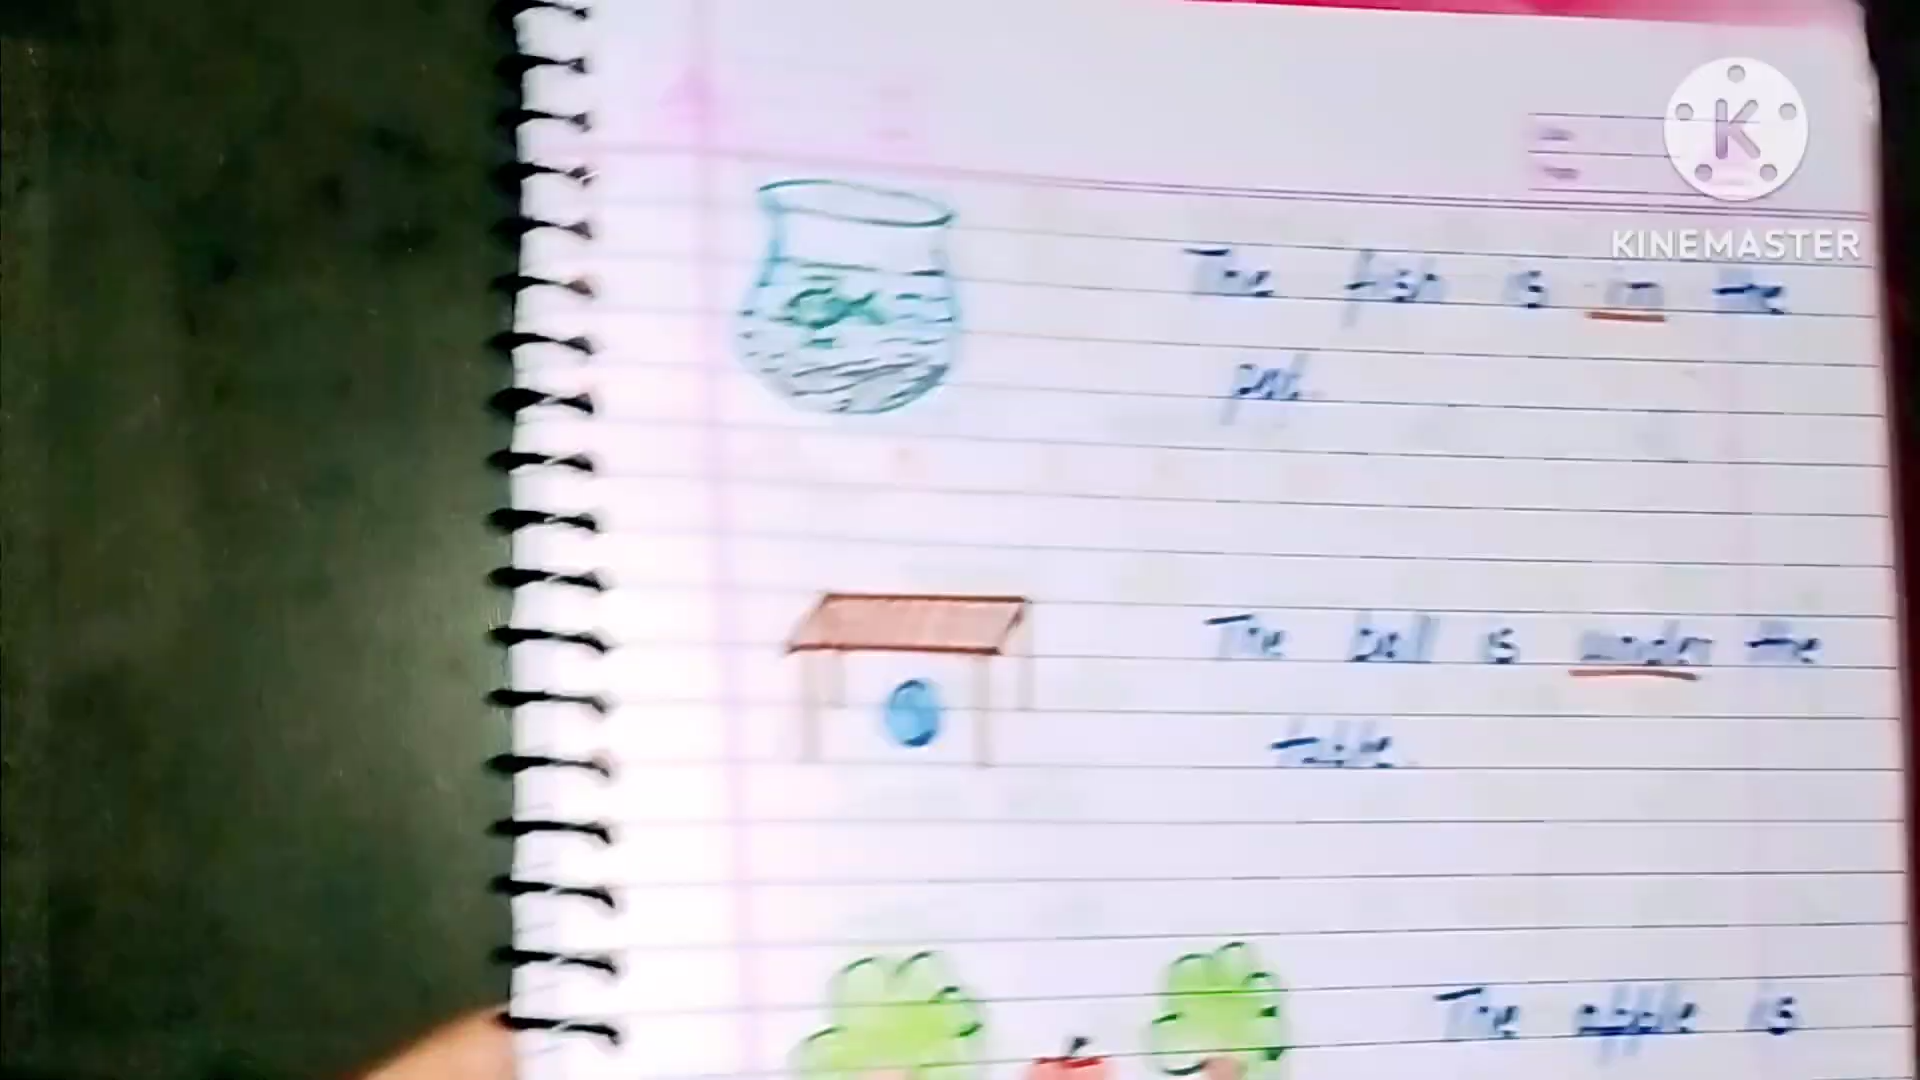 K
KINEMASTER
The fish is in the
pot.
The ball is under the
table.
The apple is